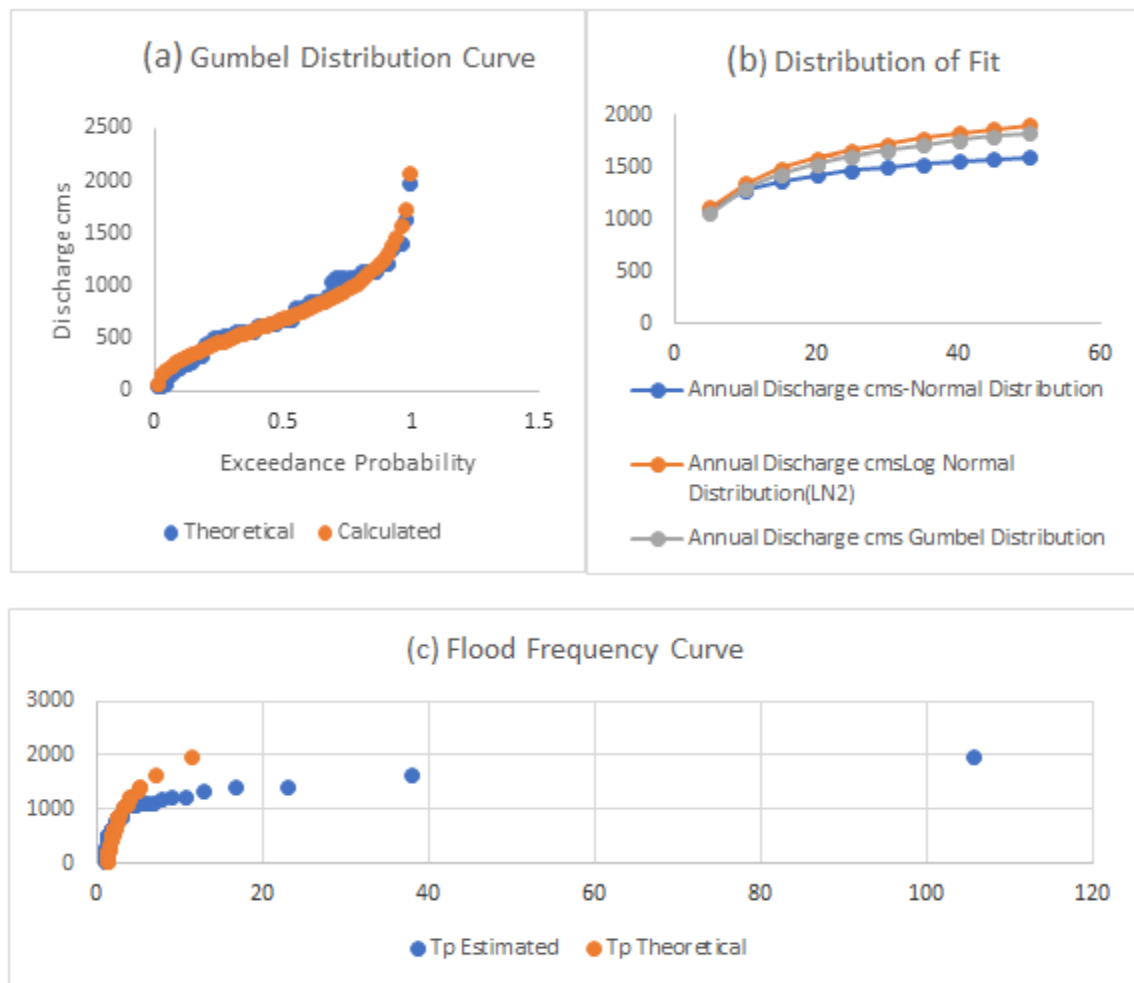 (a) Gumbel Distribution Curve
2500
2000
1500
1000
500
0
0 0.5 1 1.5
Discharge cms
Exceedance Probability
Theoretical Calculated
(b) Distribution of Fit
2000
1500
1000
500
0
0 20 40 60
Annual Discharge cms-Normal Distribution
Annual Discharge cmsLog Normal
Distribution(LN2)
Annual Discharge cms Gumbel Distribution
(c) Flood Frequency Curve
3000
2000
1000
0
0 20 40 60 80 100 120
Tp Estimated Tp Theoretical